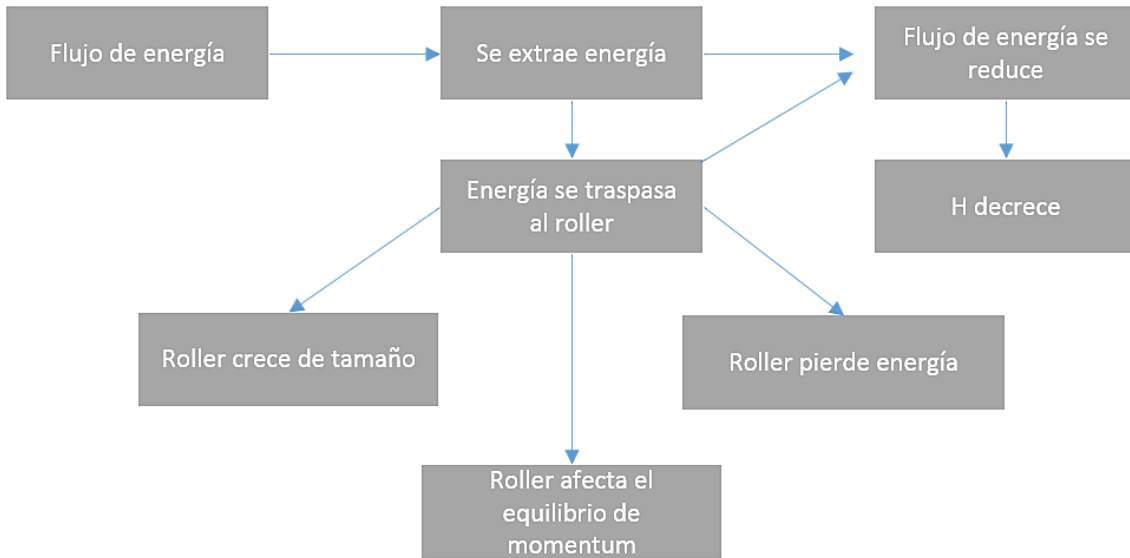 Flujo de energía
Se extrae energía
Flujo de energía se
reduce
Energía se traspasa
al roller
H decrece
Roller crece de tamaño
Roller pierde energía
Roller afecta el
equilibrio de
momentum